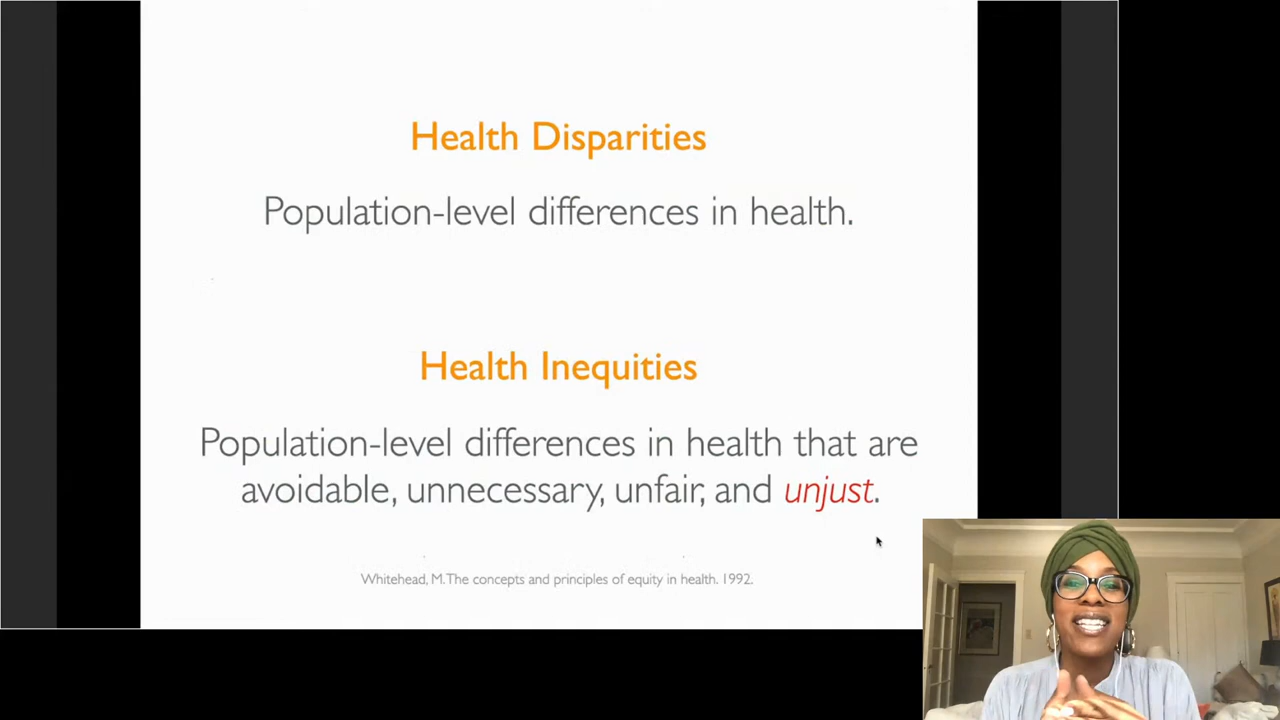 Health Disparities
Population-level differences in health.
Health Inequities
Population-level differences in health that are
avoidable, unnecessary, unfair, and unjust.
Whitehead, M.The concepts and principles of equity in health. 1992.